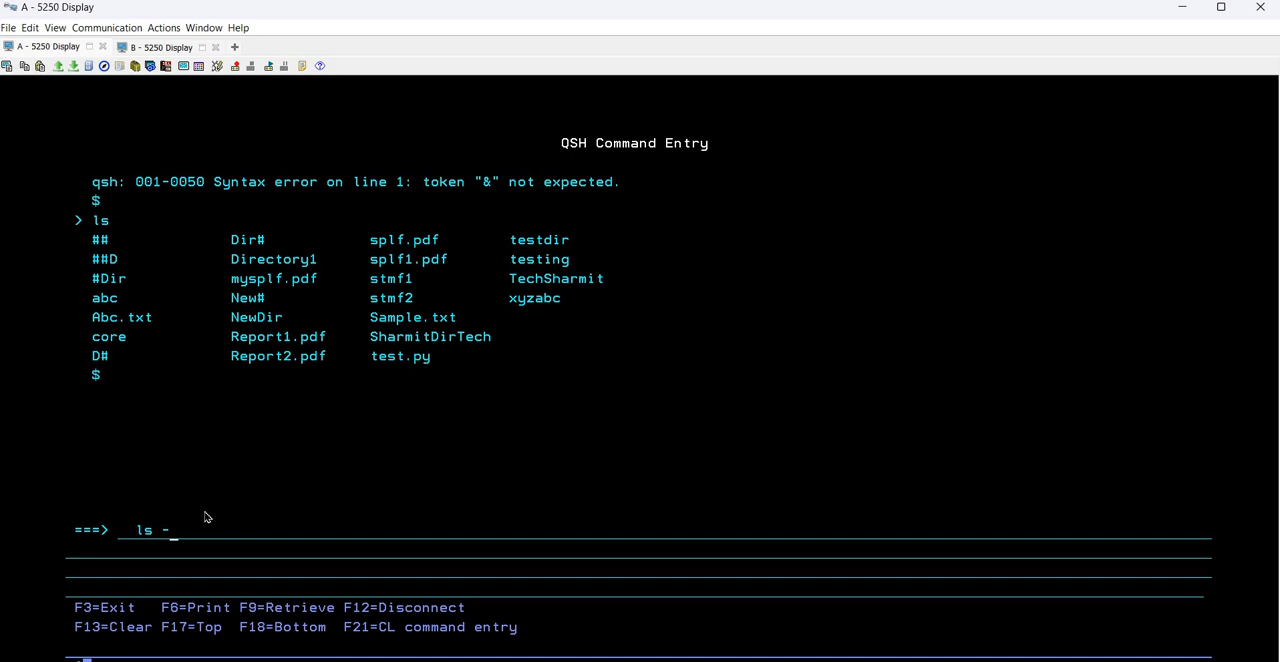 A - 5250 Display
File Edit View Communication Actions Window Help
A - 5250 Display B - 5250 Display
QSH Command Entry
qsh: 001-0050 Syntax error on line 1: token "&" not expected.
$
> ls
## Dir# splf.pdf testdir
##D Directory1 splf1.pdf testing
#Dir mysplf.pdf stmf1 TechSharmit
abc New# stmf2 xyzabc
Abc.txt NewDir Sample.txt
core Report1.pdf SharmitDirTech
D# Report2.pdf test.py
$
===> ls -_
F3=Exit F6=Print F9=Retrieve F12=Disconnect
F13=Clear F17=Top F18=Bottom F21=CL command entry